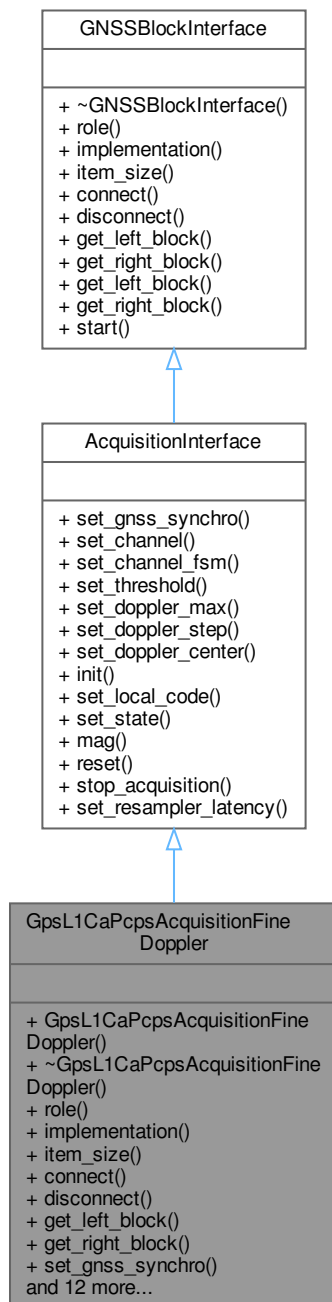 GNSSBlockInterface
+ ~GNSSBlockInterface()
+ role()
+ implementation()
+ item_size()
+ connect()
+ disconnect()
+ get_left_block()
+ get_right_block()
+ get_left_block()
+ get_right_block()
+ start()
AcquisitionInterface
+ set_gnss_synchro()
+ set_channel()
+ set_channel_fsm()
+ set_threshold()
+ set_doppler_max()
+ set_doppler_step()
+ set_doppler_center()
+ init()
+ set_local_code()
+ set_state()
+ mag()
+ reset()
+ stop_acquisition()
+ set_resampler_latency()
GpsL1CaPcpsAcquisitionFine
Doppler
+ GpsL1CaPcpsAcquisitionFine
Doppler()
+ ~GpsL1CaPcpsAcquisitionFine
Doppler()
+ role()
+ implementation()
+ item_size()
+ connect()
+ disconnect()
+ get_left_block()
+ get_right_block()
+ set_gnss_synchro()
and 12 more...